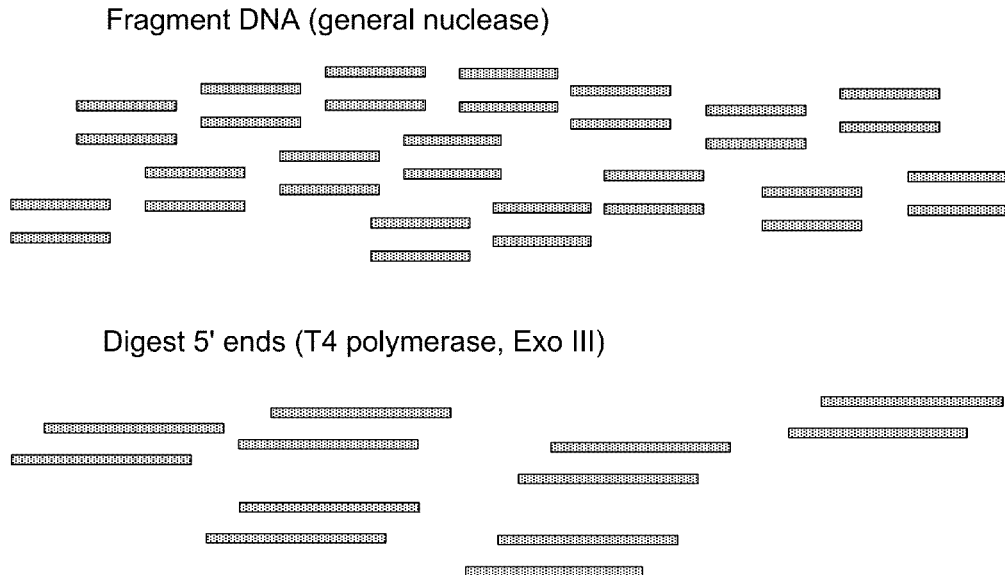 Fragment DNA (general nuclease)
Digest 5' ends (T4 polymerase, Exo III)